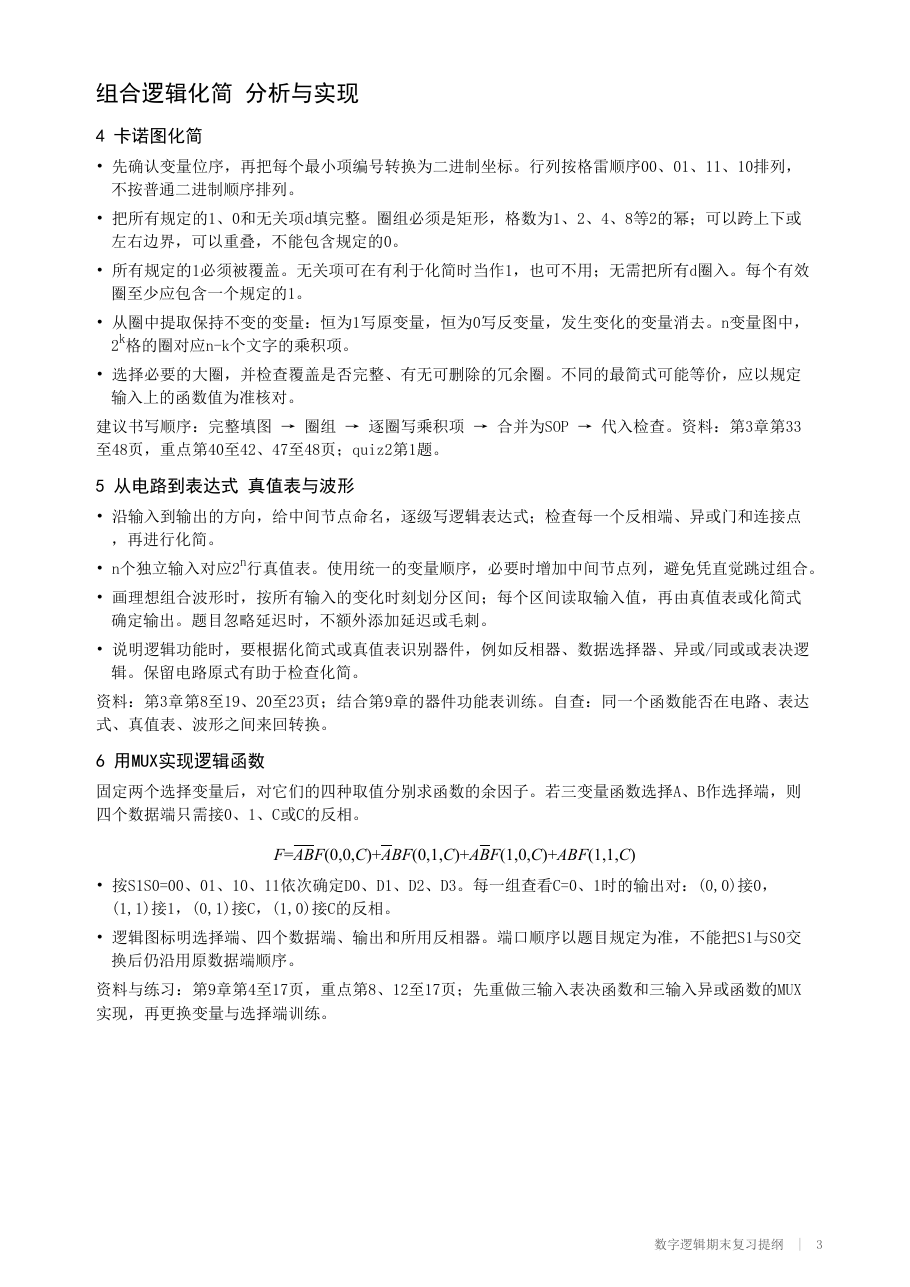 组合逻辑化简 分析与实现
4 卡诺图化简
• 先确认变量位序，再把每个最小项编号转换为二进制坐标。行列按格雷顺序00、01、11、10排列，
不按普通二进制顺序排列。
• 把所有规定的1、0和无关项d填完整。圈组必须是矩形，格数为1、2、4、8等2的幂；可以跨上下或
左右边界，可以重叠，不能包含规定的0。
• 所有规定的1必须被覆盖。无关项可在有利于化简时当作1，也可不用；无需把所有d圈入。每个有效
圈至少应包含一个规定的1。
• 从圈中提取保持不变的变量：恒为1写原变量，恒为0写反变量，发生变化的变量消去。n变量图中，
2ᵏ格的圈对应n-k个文字的乘积项。
• 选择必要的大圈，并检查覆盖是否完整、有无可删除的冗余圈。不同的最简式可能等价，应以规定
输入上的函数值为准核对。
建议书写顺序：完整填图 → 圈组 → 逐圈写乘积项 → 合并为SOP → 代入检查。资料：第3章第33
至48页，重点第40至42、47至48页；quiz2第1题。
5 从电路到表达式 真值表与波形
• 沿输入到输出的方向，给中间节点命名，逐级写逻辑表达式；检查每一个反相端、异或门和连接点
，再进行化简。
• n个独立输入对应2ⁿ行真值表。使用统一的变量顺序，必要时增加中间节点列，避免凭直觉跳过组合。
• 画理想组合波形时，按所有输入的变化时刻划分区间；每个区间读取输入值，再由真值表或化简式
确定输出。题目忽略延迟时，不额外添加延迟或毛刺。
• 说明逻辑功能时，要根据化简式或真值表识别器件，例如反相器、数据选择器、异或/同或或表决逻
辑。保留电路原式有助于检查化简。
资料：第3章第8至19、20至23页；结合第9章的器件功能表训练。自查：同一个函数能否在电路、表达
式、真值表、波形之间来回转换。
6 用MUX实现逻辑函数
固定两个选择变量后，对它们的四种取值分别求函数的余因子。若三变量函数选择A、B作选择端，则
四个数据端只需接0、1、C或C的反相。
F=A̅B̅F(0,0,C)+A̅BF(0,1,C)+AB̅F(1,0,C)+ABF(1,1,C)
• 按S1S0=00、01、10、11依次确定D0、D1、D2、D3。每一组查看C=0、1时的输出对：(0,0)接0，
(1,1)接1，(0,1)接C，(1,0)接C的反相。
• 逻辑图标明选择端、四个数据端、输出和所用反相器。端口顺序以题目规定为准，不能把S1与S0交
换后仍沿用原数据端顺序。
资料与练习：第9章第4至17页，重点第8、12至17页；先重做三输入表决函数和三输入异或函数的MUX
实现，再更换变量与选择端训练。
数字逻辑期末复习提纲 | 3